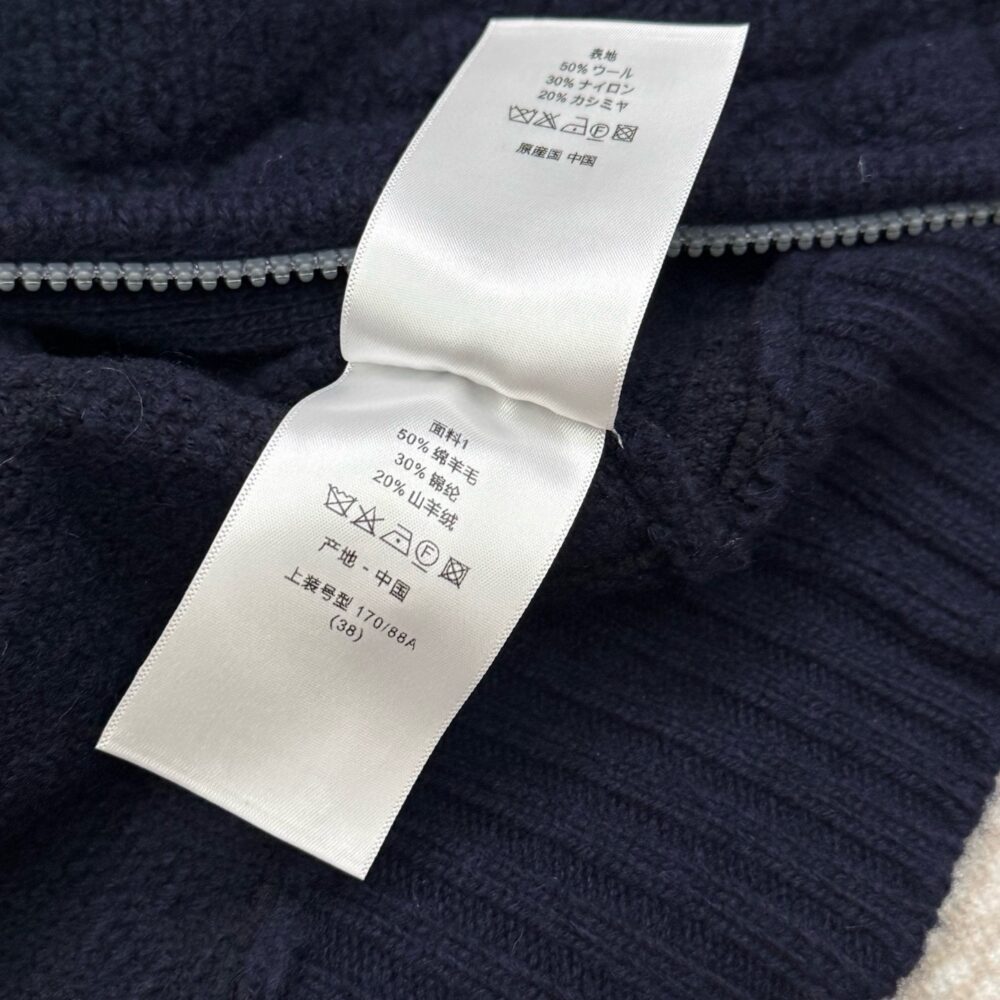 表地
50% ウール
30% ナイロン
20% カシミヤ
原産国 中国
面料1
50% 绵羊毛
30% 锦纶
20% 山羊绒
产地 - 中国
上装号型 170/88A
(38)